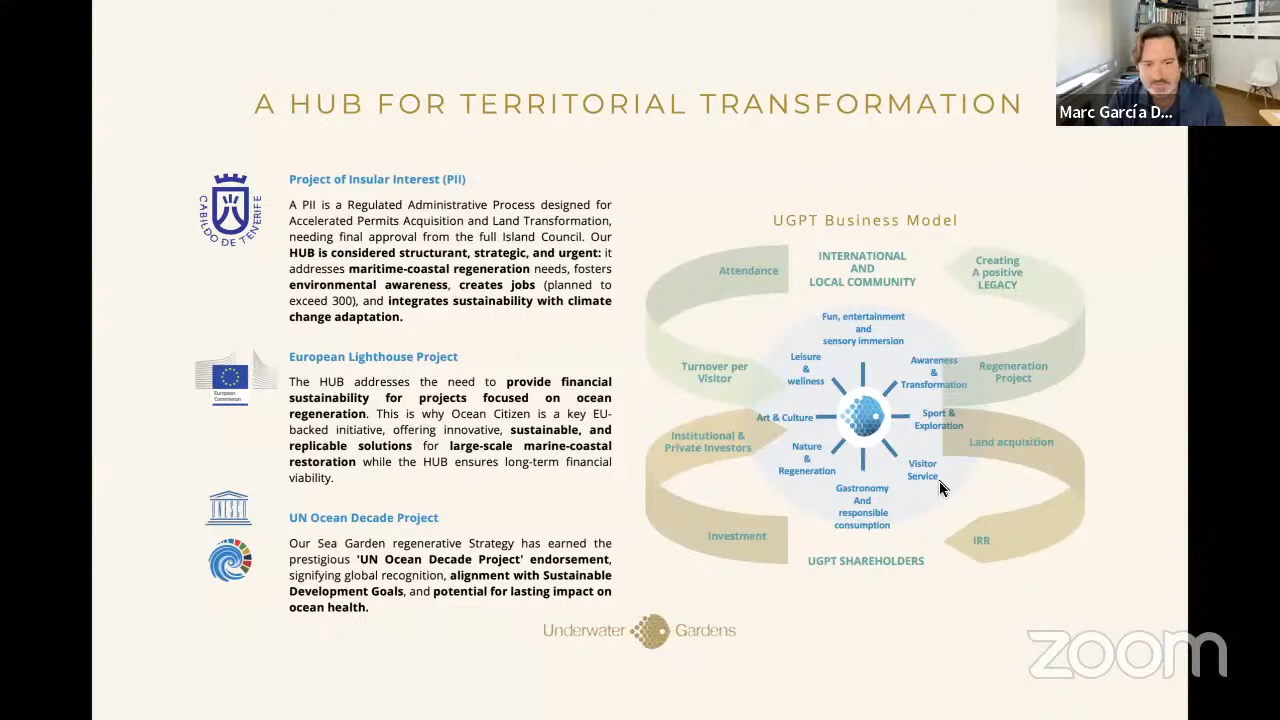 A HUB FOR TERRITORIAL TRANSFORMATION
Marc García D...
CABILDO DE TENERIFE
Project of Insular Interest (PII)
A PII is a Regulated Administrative Process designed for
Accelerated Permits Acquisition and Land Transformation,
needing final approval from the full Island Council. Our
HUB is considered structurant, strategic, and urgent: it
addresses maritime-coastal regeneration needs, fosters
environmental awareness, creates jobs (planned to
exceed 300), and integrates sustainability with climate
change adaptation.
European
Commission
European Lighthouse Project
The HUB addresses the need to provide financial
sustainability for projects focused on ocean
regeneration. This is why Ocean Citizen is a key EU-
backed initiative, offering innovative, sustainable, and
replicable solutions for large-scale marine-coastal
restoration while the HUB ensures long-term financial
viability.
UNESCO
UN Ocean Decade Project
Our Sea Garden regenerative Strategy has earned the
prestigious 'UN Ocean Decade Project' endorsement,
signifying global recognition, alignment with Sustainable
Development Goals, and potential for lasting impact on
ocean health.
UGPT Business Model
Attendance
INTERNATIONAL
AND
LOCAL COMMUNITY
Creating
A positive
LEGACY
Fun, entertainment
and
sensory immersion
Leisure
&
wellness
Awareness
&
Transformation
Turnover per
Visitor
Regeneration
Project
Art & Culture
Sport &
Exploration
Institutional &
Private Investors
Land acquisition
Nature
&
Regeneration
Visitor
Service
Gastronomy
And
responsible
consumption
Investment
IRR
UGPT SHAREHOLDERS
Underwater Gardens
zoom